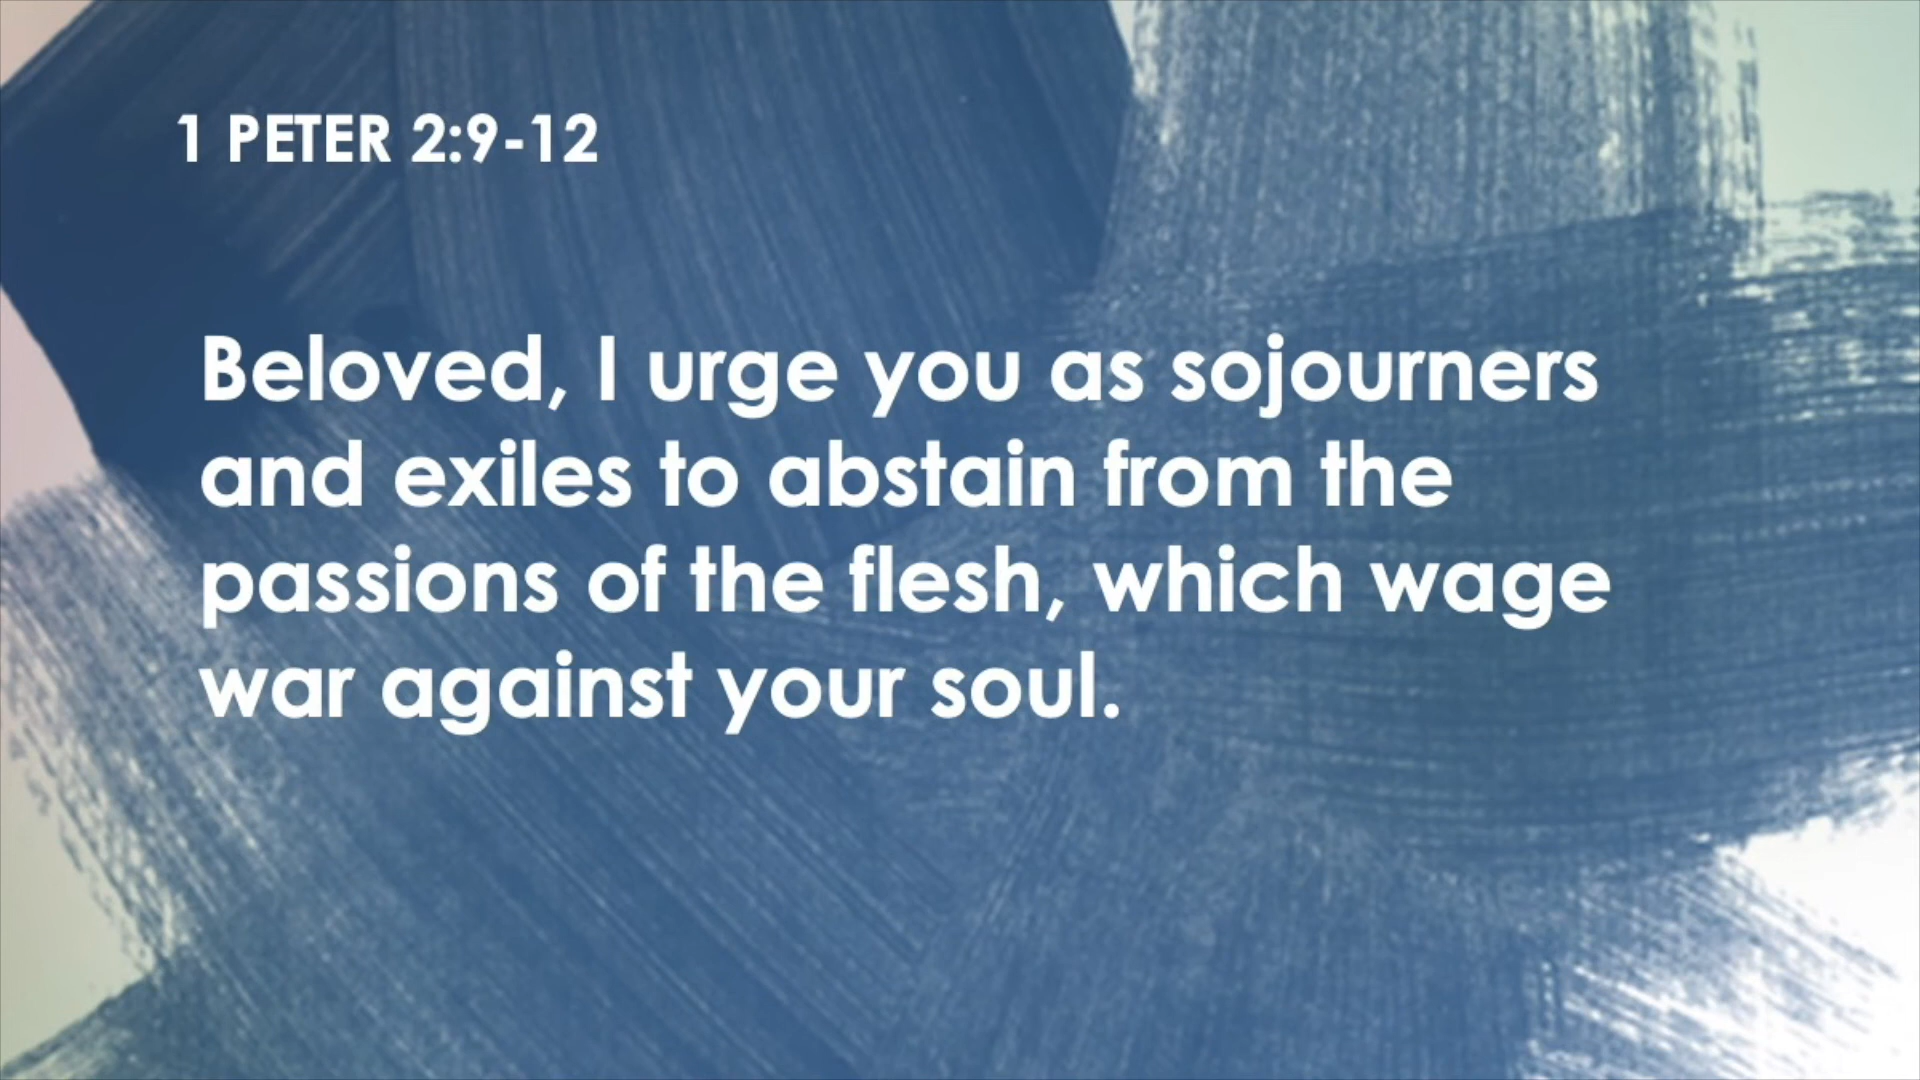 1 PETER 2:9-12
Beloved, I urge you as sojourners
and exiles to abstain from the
passions of the flesh, which wage
war against your soul.